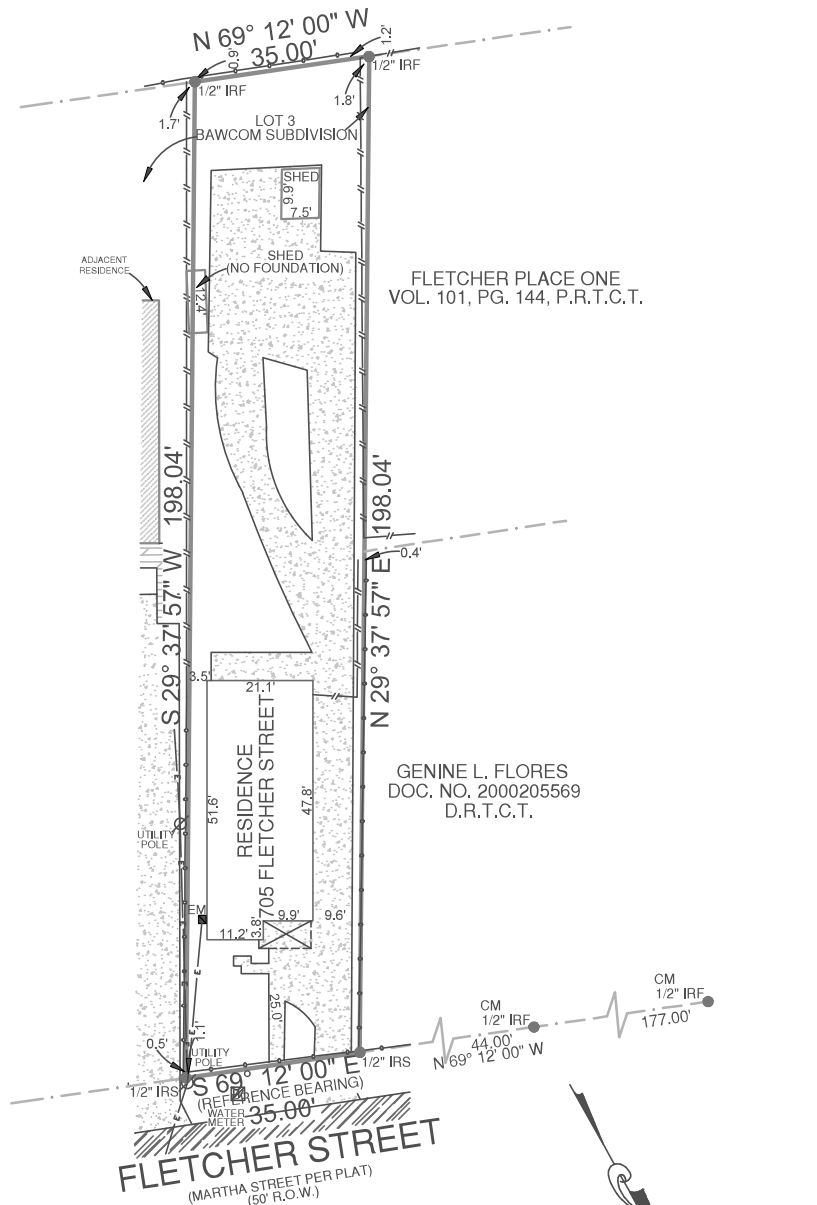 N 69° 12' 00" W
35.00'
0.9'
1.2'
1/2" IRF
1/2" IRF
1.7'
1.8'
LOT 3
BAWCOM SUBDIVISION
SHED
9.9'
7.5'
SHED
(NO FOUNDATION)
12.4'
ADJACENT
RESIDENCE
FLETCHER PLACE ONE
VOL. 101, PG. 144, P.R.T.C.T.
S 29° 37' 57" W 198.04'
N 29° 37' 57" E 198.04'
0.4'
3.5'
21.1'
RESIDENCE
705 FLETCHER STREET
51.6'
47.8'
GENINE L. FLORES
DOC. NO. 2000205569
D.R.T.C.T.
UTILITY
POLE
E
E
EM
11.2'
3.8'
9.9'
9.6'
E
E
25.0'
E
1.1'
0.5'
UTILITY
POLE
1/2" IRS
1/2" IRS
S 69° 12' 00" E
(REFERENCE BEARING)
35.00'
WATER
METER
E
CM
1/2" IRF
44.00'
N 69° 12' 00" W
CM
1/2" IRF
177.00'
FLETCHER STREET
(MARTHA STREET PER PLAT)
(50' R.O.W.)